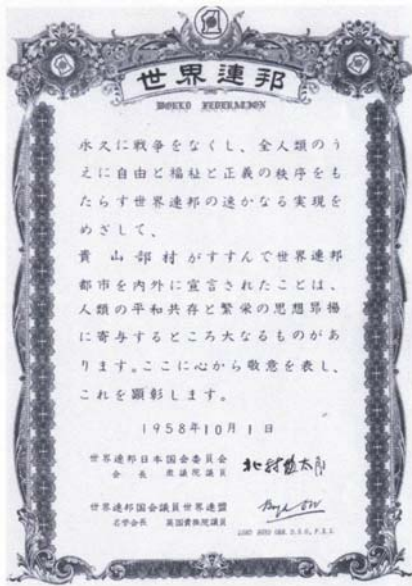 世界連邦
WORLD FEDERATION
永久に戦争をなくし、全人類のう
えに自由と福祉と正義の秩序をも
たらす世界連邦の速かなる実現を
めざして、
貴 山部村がすすんで世界連邦
都市を内外に宣言されたことは、
人類の平和共存と繁栄の思想昂揚
に寄与するところ大なるものがあ
ります。ここに心から敬意を表し、
これを顕彰します。
1958年10月1日
世界連邦日本国会委員会
会長 衆議院議員 北村徳太郎
世界連邦国会議員世界連盟
名誉会長 英国貴族院議員
LORD BOYD ORR